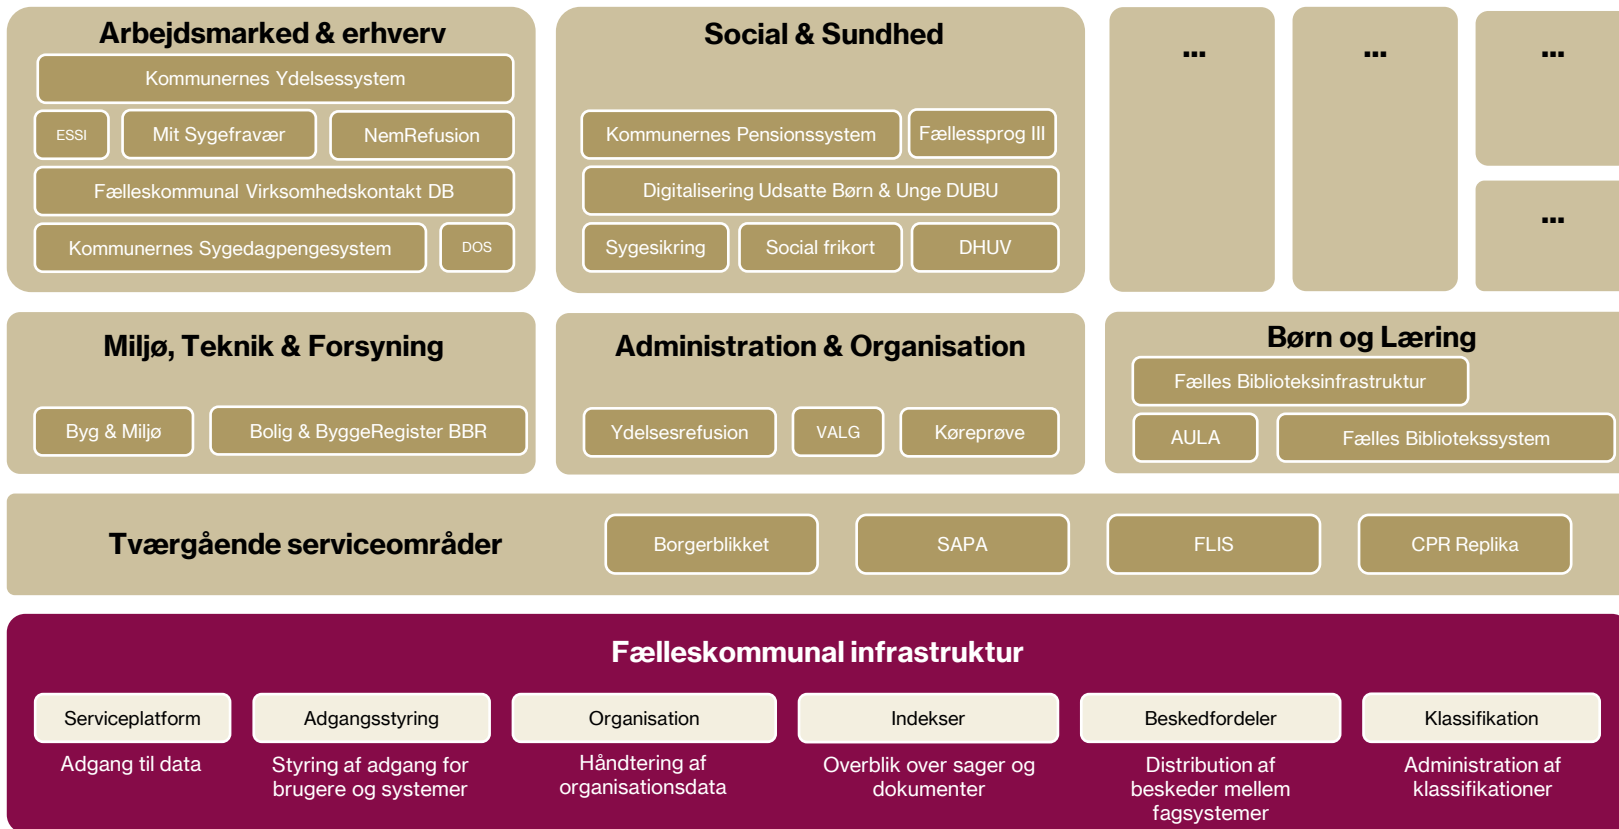 Arbejdsmarked & erhverv
Kommunernes Ydelsessystem
ESSI
Mit Sygefravær
NemRefusion
Fælleskommunal Virksomhedskontakt DB
Kommunernes Sygedagpengesystem
DOS
Social & Sundhed
Kommunernes Pensionssystem
Fællessprog III
Digitalisering Udsatte Børn & Unge DUBU
Sygesikring
Social frikort
DHUV
...
...
...
...
Miljø, Teknik & Forsyning
Byg & Miljø
Bolig & ByggeRegister BBR
Administration & Organisation
Ydelsesrefusion
VALG
Køreprøve
Børn og Læring
Fælles Biblioteksinfrastruktur
AULA
Fælles Bibliotekssystem
Tværgående serviceområder
Borgerblikket
SAPA
FLIS
CPR Replika
Fælleskommunal infrastruktur
Serviceplatform
Adgang til data
Adgangsstyring
Styring af adgang for
brugere og systemer
Organisation
Håndtering af
organisationsdata
Indekser
Overblik over sager og
dokumenter
Beskedfordeler
Distribution af
beskeder mellem
fagsystemer
Klassifikation
Administration af
klassifikationer